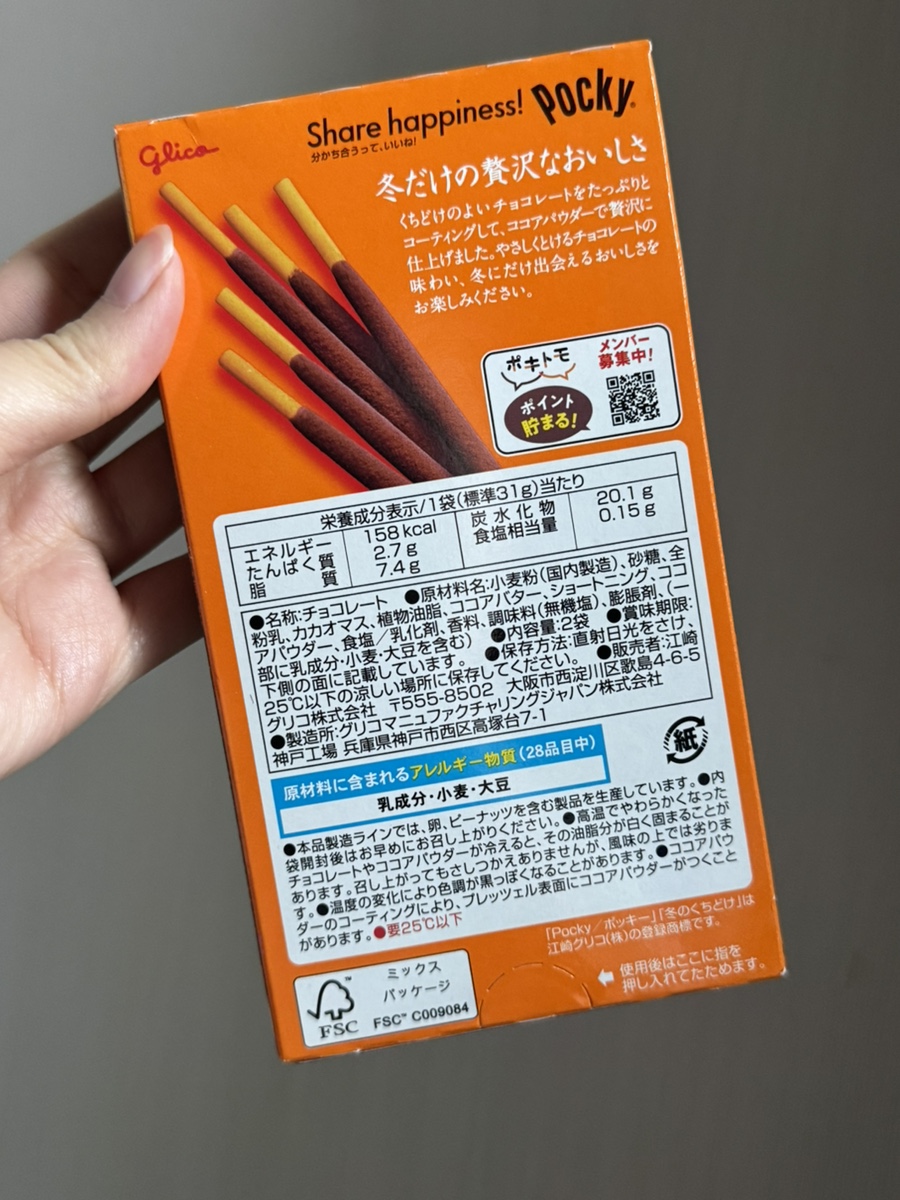 Glico
Share happiness! Pocky
分かち合うって、いいね!
冬だけの贅沢なおいしさ
くちどけのよいチョコレートをたっぷりと
コーティングして、ココアパウダーで贅沢に
仕上げました。やさしくとけるチョコレートの
味わい、冬にだけ出会えるおいしさを
お楽しみください。
ポキトモ
メンバー
募集中!
ポイント
貯まる!
栄養成分表示/1袋(標準31g)当たり
エネルギー 158kcal 炭水化物 20.1g
たんぱく質 2.7g 食塩相当量 0.15g
脂質 7.4g
●名称:チョコレート ●原材料名:小麦粉(国内製造)、砂糖、全
粉乳、カカオマス、植物油脂、ココアバター、ショートニング、ココ
アパウダー、食塩/乳化剤、香料、調味料(無機塩)、膨脹剤、(一
部に乳成分・小麦・大豆を含む) ●内容量:2袋 ●賞味期限:
下側の面に記載しています。 ●保存方法:直射日光をさけ、
25℃以下の涼しい場所に保存してください。 ●販売者:江崎
グリコ株式会社 〒555-8502 大阪市西淀川区歌島4-6-5
●製造所:グリコマニュファクチャリングジャパン株式会社
神戸工場 兵庫県神戸市西区高塚台7-1
紙
原材料に含まれるアレルギー物質(28品目中)
乳成分・小麦・大豆
●本品製造ラインでは、卵、ピーナッツを含む製品を生産しています。●内
袋開封後はお早めにお召し上がりください。●高温でやわらかくなった
チョコレートやココアパウダーが冷えると、その油脂分が白く固まることが
あります。召し上がってもさしつかえありませんが、風味の上では劣りま
す。●温度の変化により色調が黒っぽくなることがあります。●ココアパウ
ダーのコーティングにより、プレッツェル表面にココアパウダーがつくこと
があります。●要25℃以下
「Pocky/ポッキー」「冬のくちどけ」は
江崎グリコ(株)の登録商標です。
使用後はここに指を
押し入れてたためます。
ミックス
パッケージ
FSC
FSC™ C009084